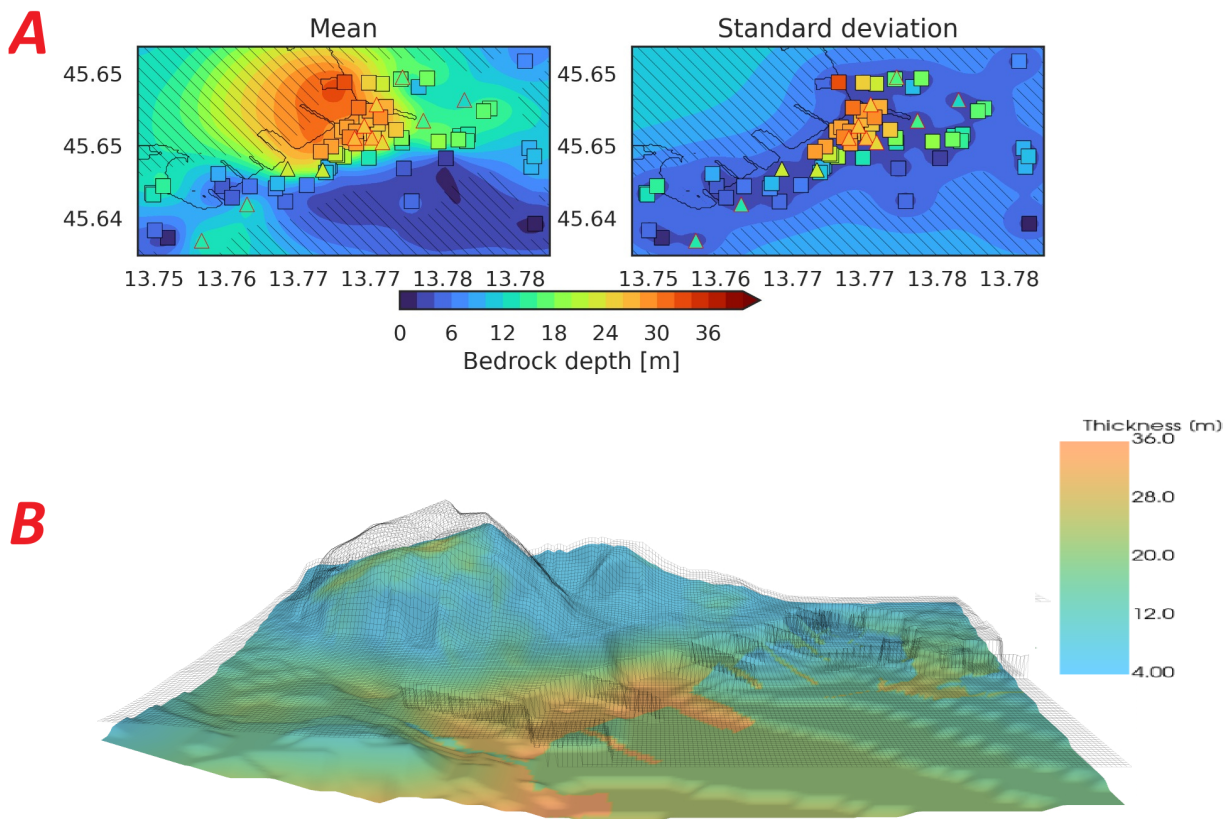 A
Mean
Standard deviation
45.65
45.65
45.64
45.65
45.65
45.64
13.75 13.76 13.77 13.77 13.78 13.78
13.75 13.76 13.77 13.77 13.78 13.78
0 6 12 18 24 30 36
Bedrock depth [m]
B
Thickness (m)
36.0
28.0
20.0
12.0
4.00